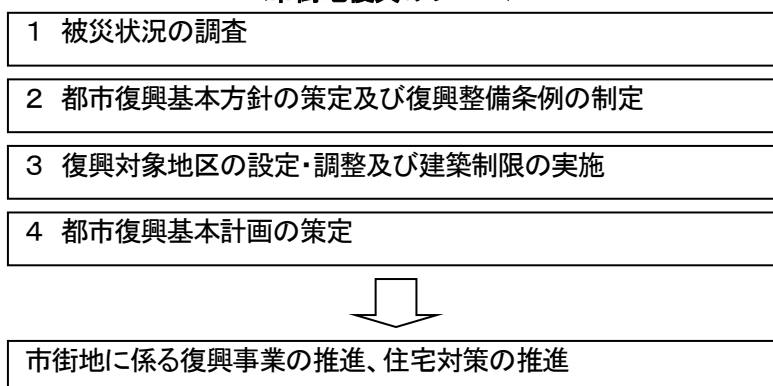 1 被災状況の調査
2 都市復興基本方針の策定及び復興整備条例の制定
3 復興対象地区の設定・調整及び建築制限の実施
4 都市復興基本計画の策定
市街地に係る復興事業の推進、住宅対策の推進